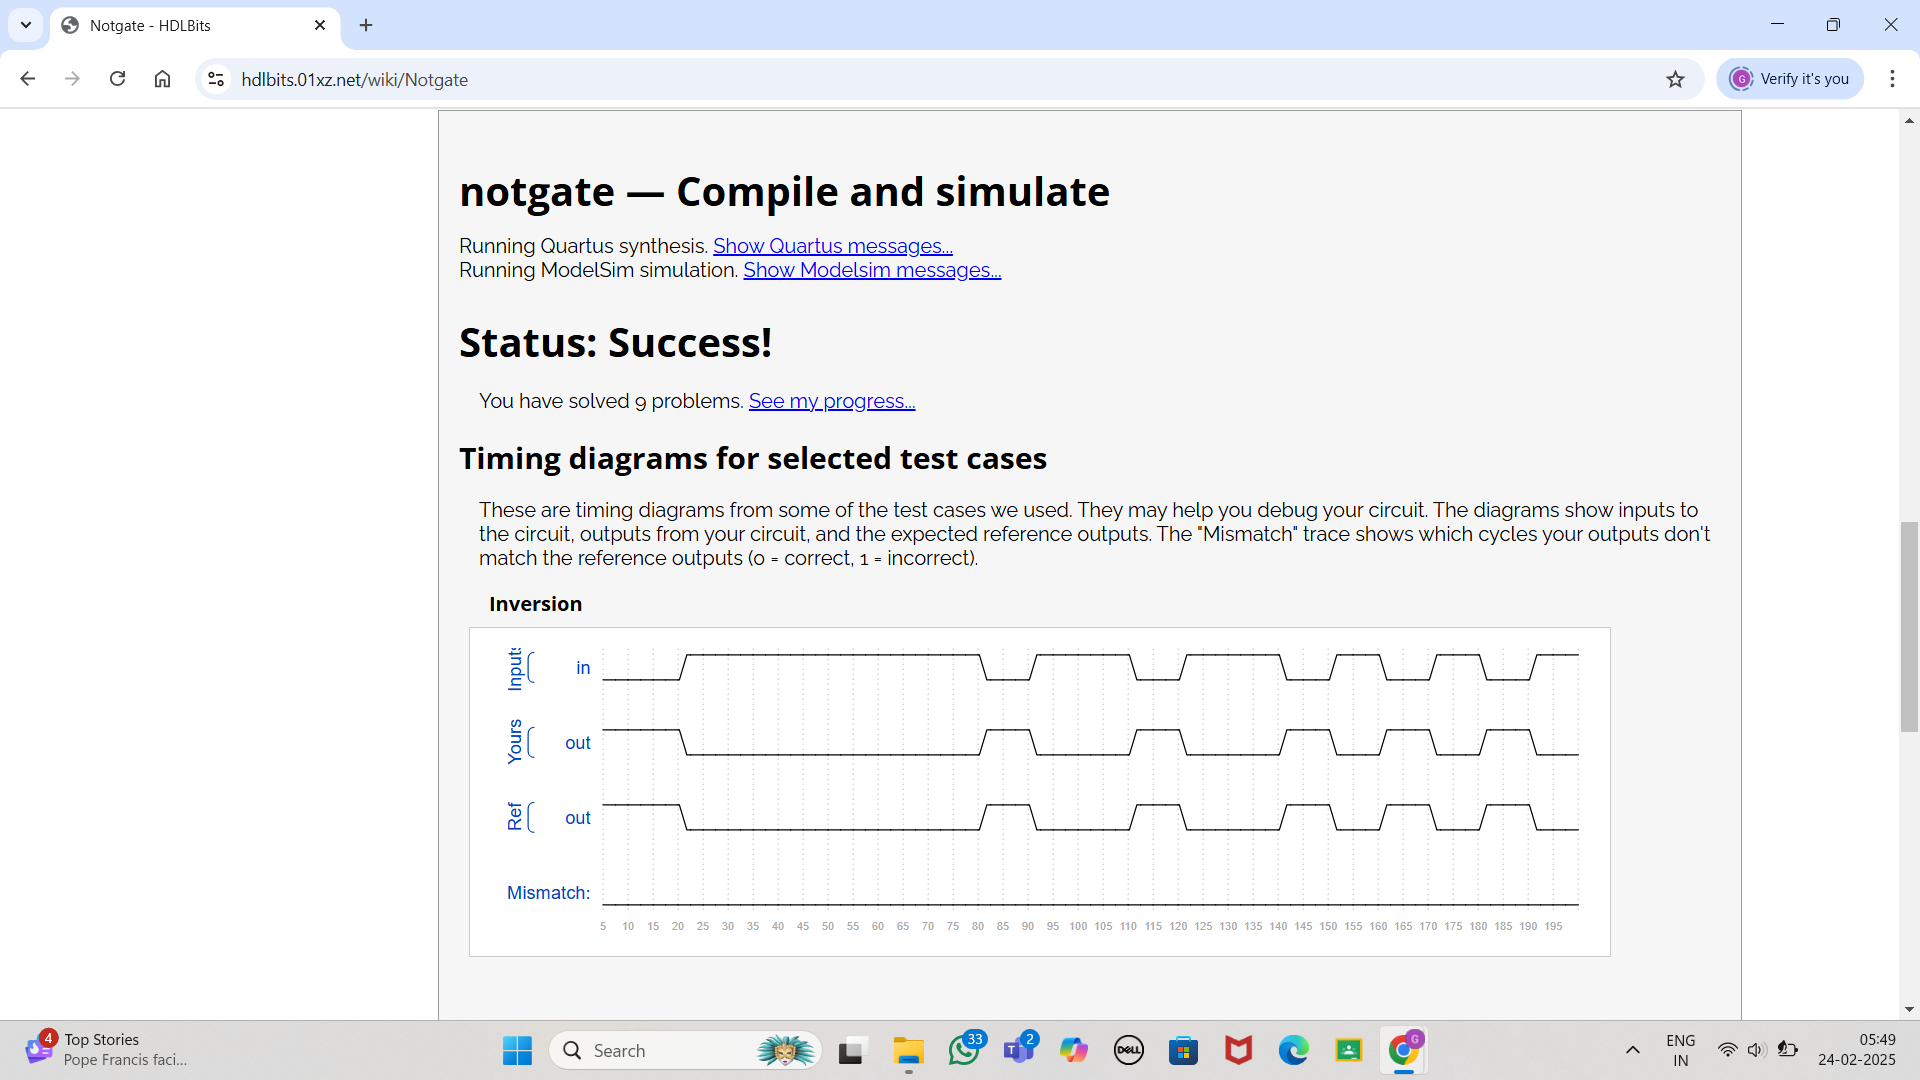 Notgate - HDLBits
hdlbits.01xz.net/wiki/Notgate
G
Verify it's you
notgate — Compile and simulate
Running Quartus synthesis. Show Quartus messages...
Running ModelSim simulation. Show Modelsim messages...
Status: Success!
You have solved 9 problems. See my progress...
Timing diagrams for selected test cases
These are timing diagrams from some of the test cases we used. They may help you debug your circuit. The diagrams show inputs to
the circuit, outputs from your circuit, and the expected reference outputs. The "Mismatch" trace shows which cycles your outputs don't
match the reference outputs (0 = correct, 1 = incorrect).
Inversion
Inputs in
Yours out
Ref out
Mismatch:
5 10 15 20 25 30 35 40 45 50 55 60 65 70 75 80 85 90 95 100 105 110 115 120 125 130 135 140 145 150 155 160 165 170 175 180 185 190 195
4
Top Stories
Pope Francis faci...
Search
33
2
DELL
G
ENG
IN
05:49
24-02-2025